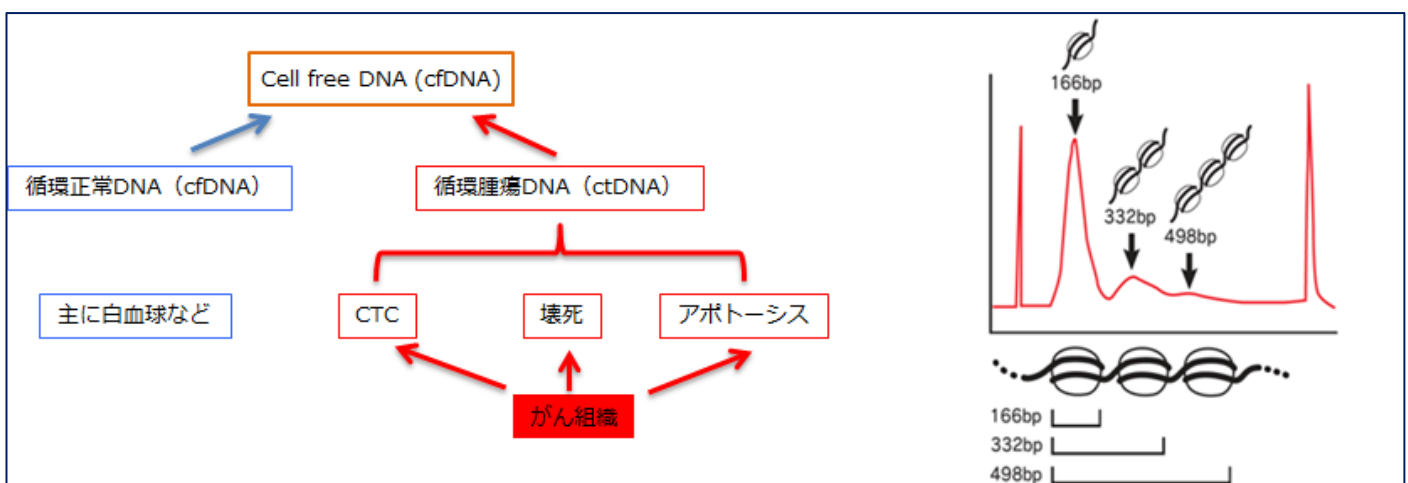 Cell free DNA (cfDNA)
循環正常DNA（cfDNA）
循環腫瘍DNA（ctDNA）
主に白血球など
CTC
壊死
アポトーシス
がん組織
166bp
332bp
498bp
166bp
332bp
498bp